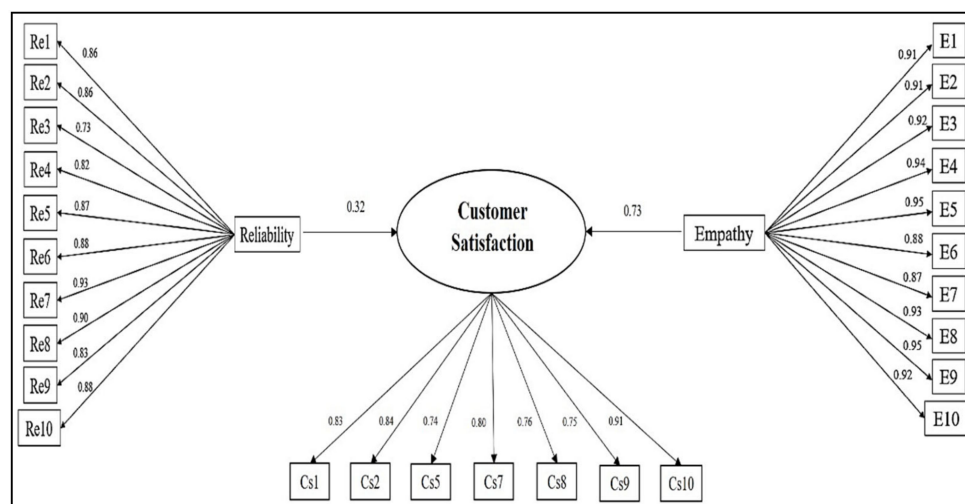 Re1
Re2
Re3
Re4
Re5
Re6
Re7
Re8
Re9
Re10
0.86
0.86
0.73
0.82
0.87
0.88
0.93
0.90
0.83
0.88
Reliability
0.32
Customer
Satisfaction
0.73
Empathy
0.91
0.91
0.92
0.94
0.95
0.88
0.87
0.93
0.95
0.92
E1
E2
E3
E4
E5
E6
E7
E8
E9
E10
0.83
0.84
0.74
0.80
0.76
0.75
0.91
Cs1
Cs2
Cs5
Cs7
Cs8
Cs9
Cs10